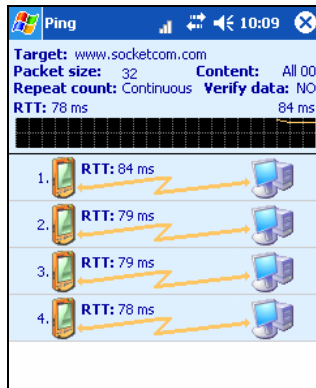 Ping 10:09
Target: www.socketcom.com
Packet size: 32 Content: All 00
Repeat count: Continuous Verify data: NO
RTT: 78 ms 84 ms
1. RTT: 84 ms
2. RTT: 79 ms
3. RTT: 79 ms
4. RTT: 78 ms